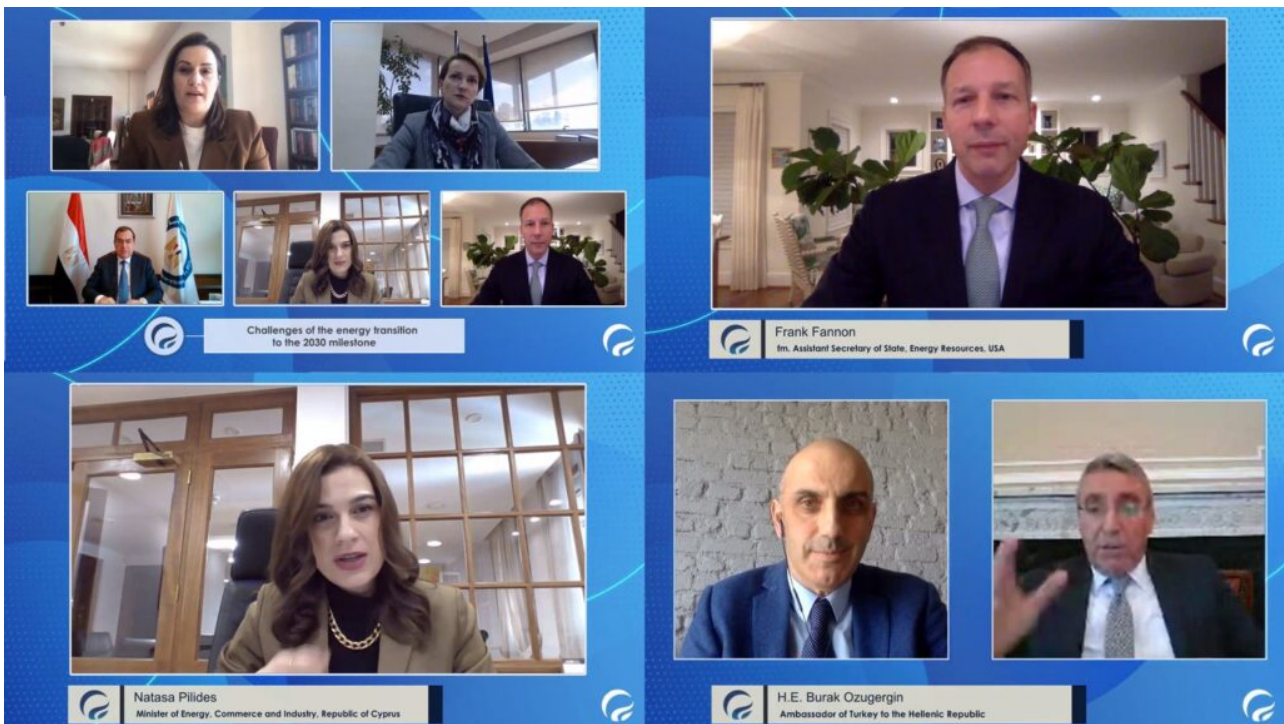 Challenges of the energy transition
to the 2030 milestone
Frank Fannon
fm. Assistant Secretary of State, Energy Resources, USA
Natasa Pilides
Minister of Energy, Commerce and Industry, Republic of Cyprus
H.E. Burak Ozugergin
Ambassador of Turkey to the Hellenic Republic